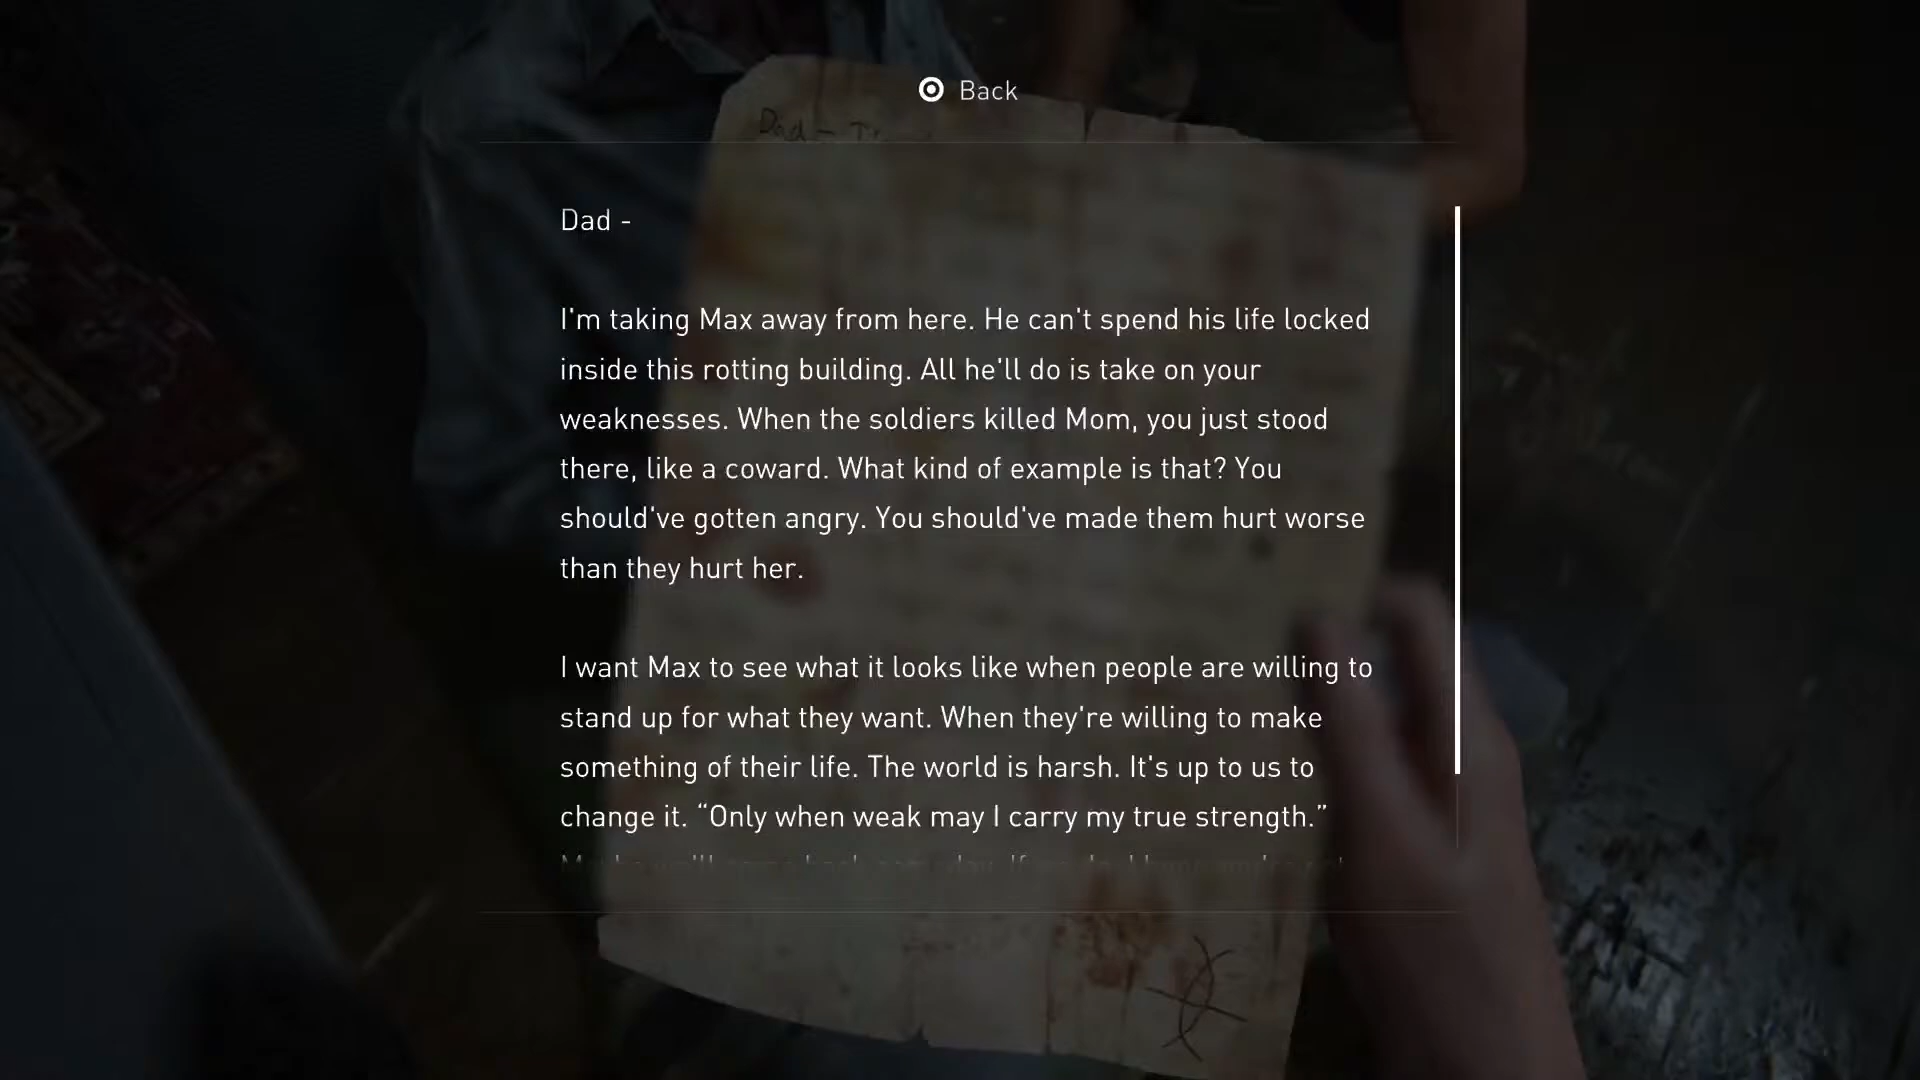 Back
Dad -
Dad -
I'm taking Max away from here. He can't spend his life locked
inside this rotting building. All he'll do is take on your
weaknesses. When the soldiers killed Mom, you just stood
there, like a coward. What kind of example is that? You
should've gotten angry. You should've made them hurt worse
than they hurt her.
I want Max to see what it looks like when people are willing to
stand up for what they want. When they're willing to make
something of their life. The world is harsh. It's up to us to
change it. “Only when weak may I carry my true strength.”